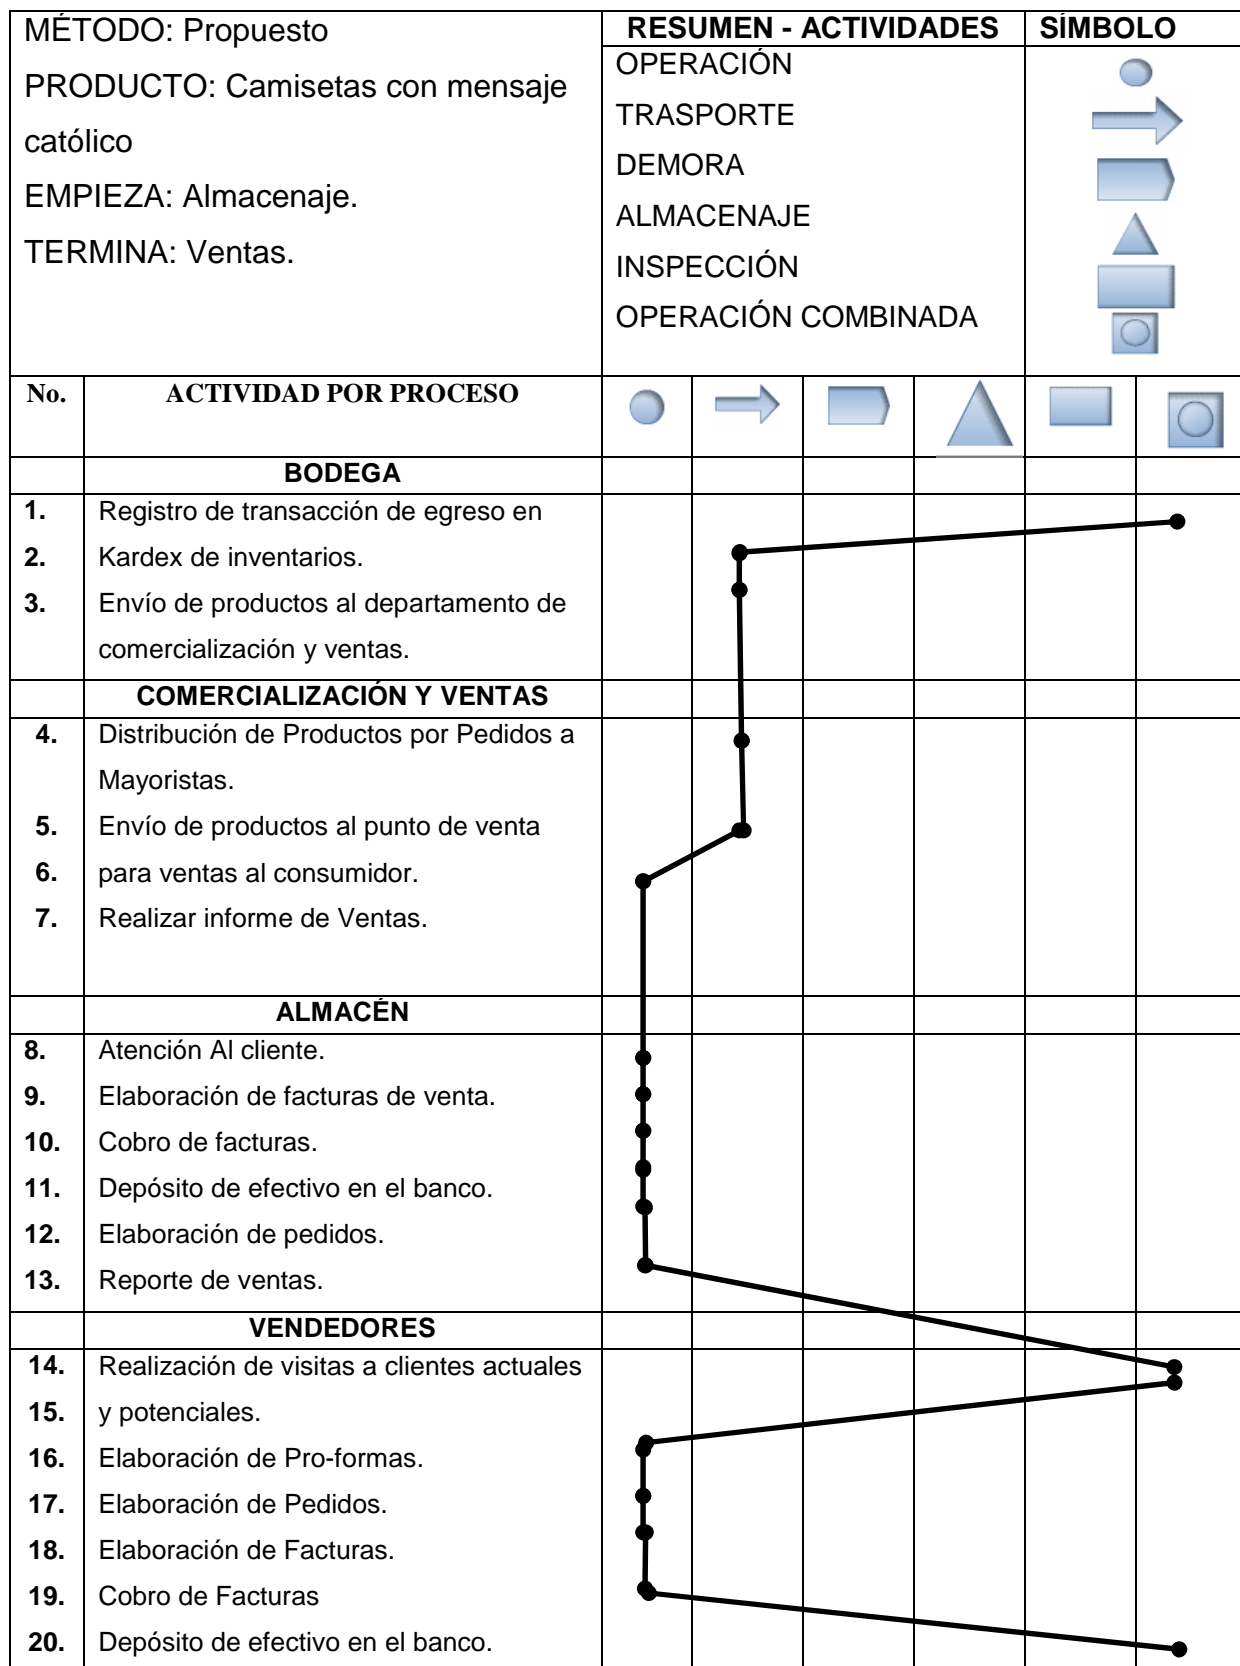 MÉTODO: Propuesto
PRODUCTO: Camisetas con mensaje
católico
EMPIEZA: Almacenaje.
TERMINA: Ventas.
RESUMEN - ACTIVIDADES
SÍMBOLO
OPERACIÓN
TRASPORTE
DEMORA
ALMACENAJE
INSPECCIÓN
OPERACIÓN COMBINADA
No. ACTIVIDAD POR PROCESO
BODEGA
1. Registro de transacción de egreso en
2. Kardex de inventarios.
3. Envío de productos al departamento de
comercialización y ventas.
COMERCIALIZACIÓN Y VENTAS
4. Distribución de Productos por Pedidos a
Mayoristas.
5. Envío de productos al punto de venta
6. para ventas al consumidor.
7. Realizar informe de Ventas.
ALMACÉN
8. Atención Al cliente.
9. Elaboración de facturas de venta.
10. Cobro de facturas.
11. Depósito de efectivo en el banco.
12. Elaboración de pedidos.
13. Reporte de ventas.
VENDEDORES
14. Realización de visitas a clientes actuales
15. y potenciales.
16. Elaboración de Pro-formas.
17. Elaboración de Pedidos.
18. Elaboración de Facturas.
19. Cobro de Facturas
20. Depósito de efectivo en el banco.